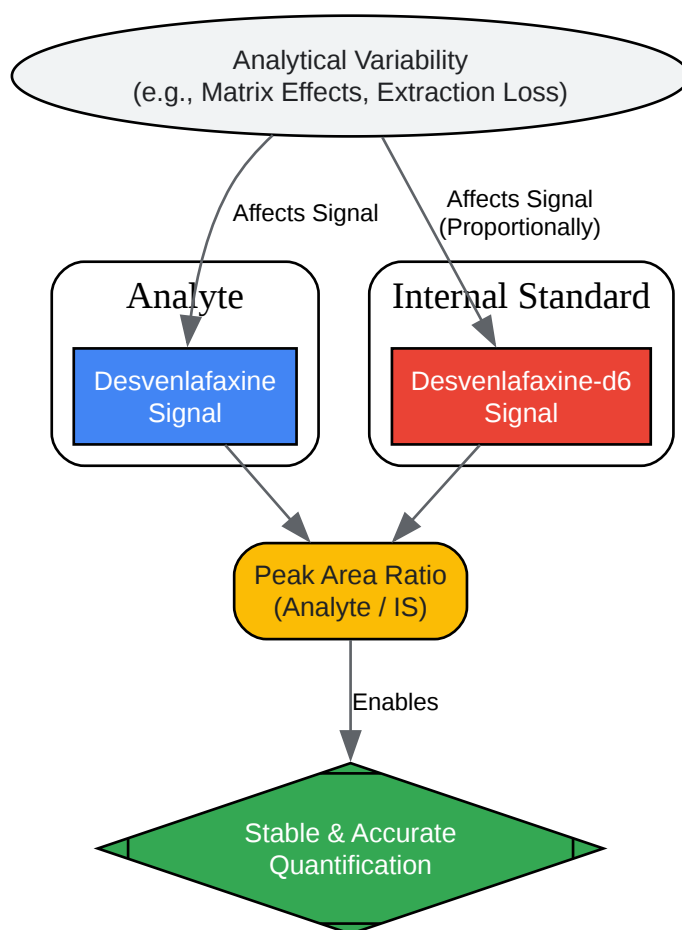 Analytical Variability
(e.g., Matrix Effects, Extraction Loss)
Affects Signal
Affects Signal
(Proportionally)
Analyte
Internal Standard
Desvenlafaxine
Signal
Desvenlafaxine-d6
Signal
Peak Area Ratio
(Analyte / IS)
Enables
Stable & Accurate
Quantification